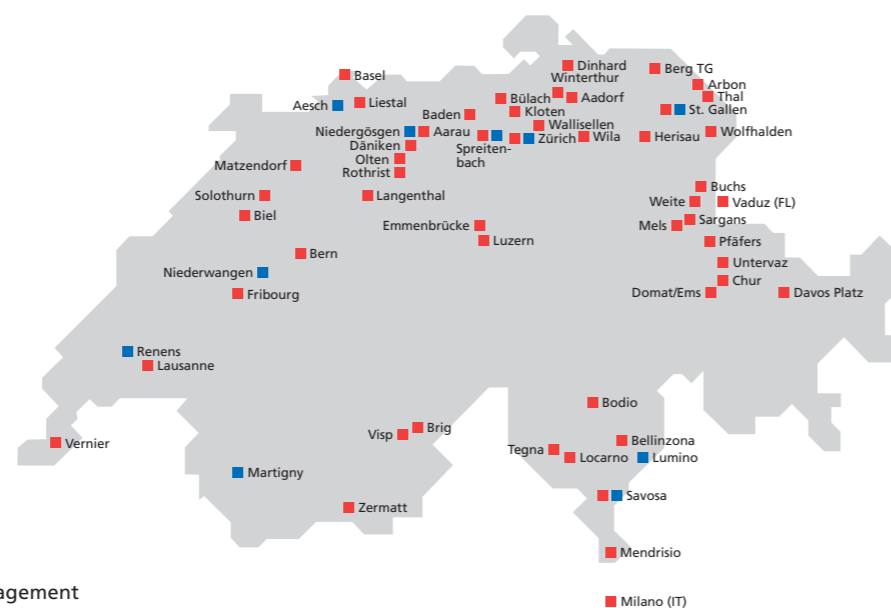 Dinhard
Winterthur
Berg TG
Basel
Arbon
Thal
Aesch
Liestal
Bülach
Aadorf
St. Gallen
Baden
Kloten
Niedergösgen
Aarau
Wallisellen
Wolfhalden
Spreiten-
bach
Zürich
Wila
Herisau
Däniken
Olten
Matzendorf
Rothrist
Buchs
Solothurn
Langenthal
Weite
Vaduz (FL)
Biel
Sargans
Emmenbrücke
Mels
Luzern
Pfäfers
Bern
Untervaz
Niederwangen
Chur
Fribourg
Domat/Ems
Davos Platz
Renens
Lausanne
Bodio
Brig
Visp
Bellinzona
Vernier
Tegna
Locarno
Lumino
Martigny
Savosa
Zermatt
Mendrisio
agement
Milano (IT)